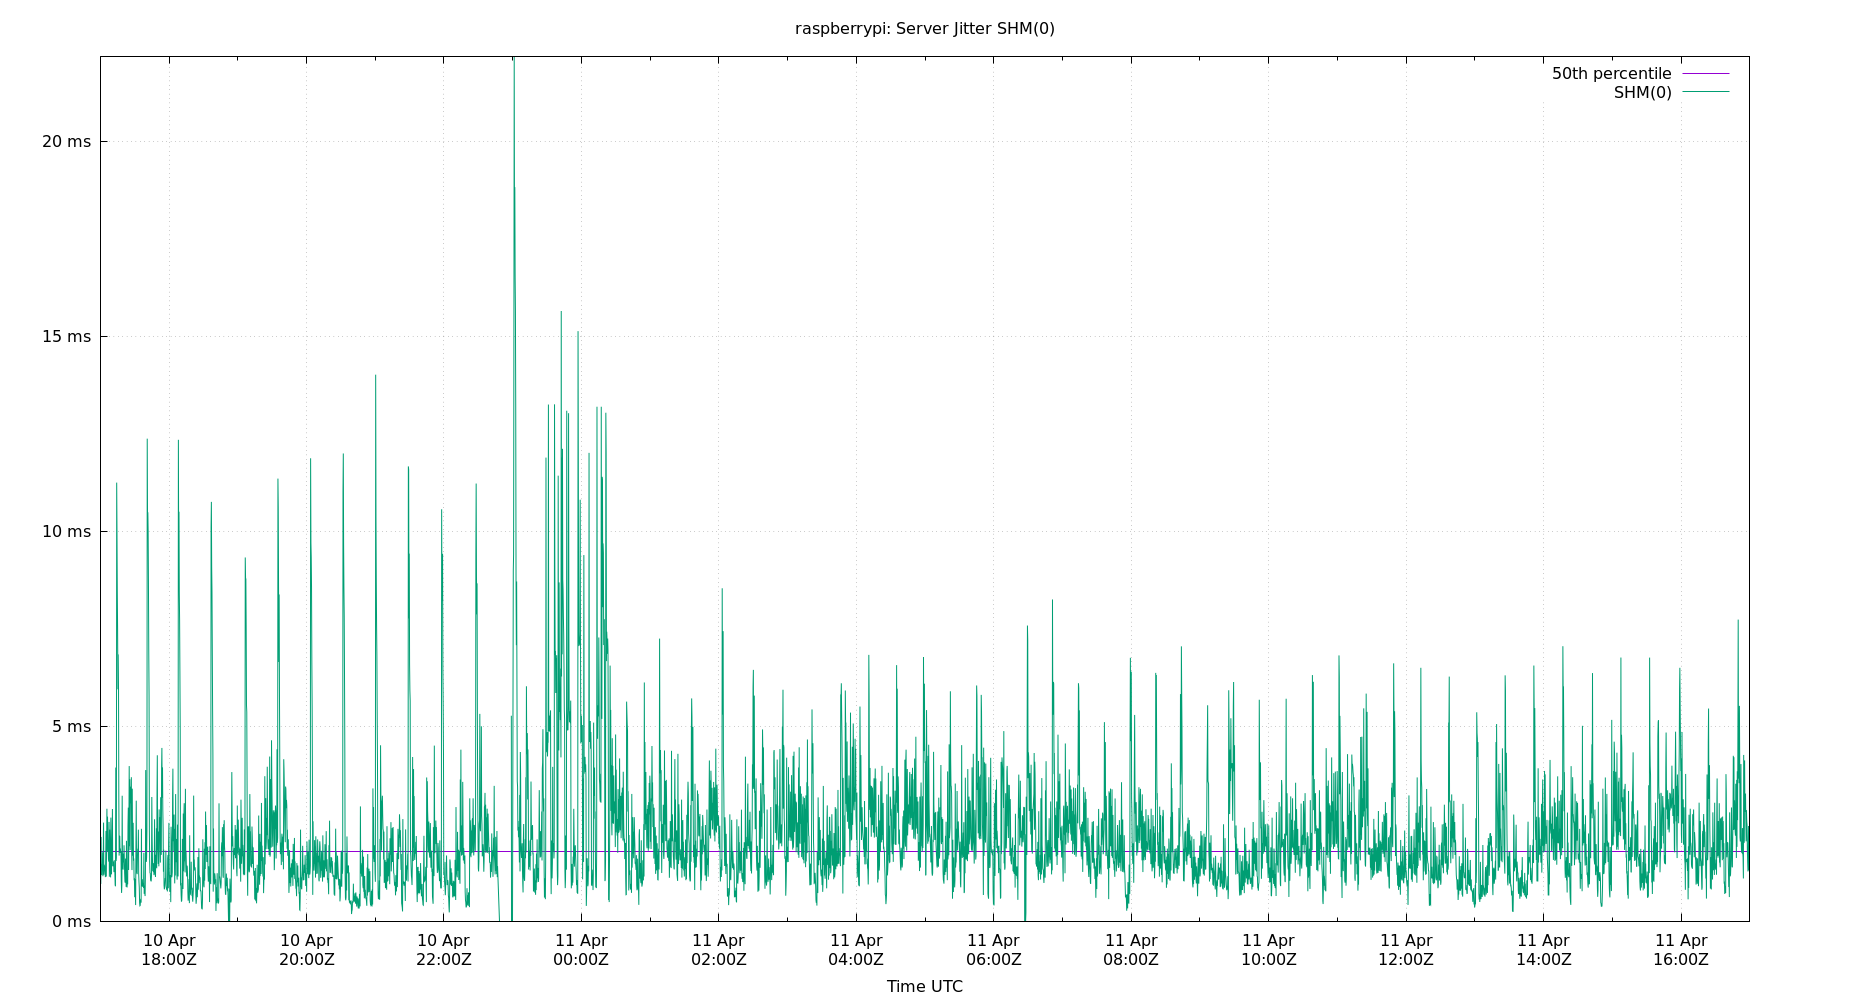 raspberrypi: Server Jitter SHM(0)
50th percentile
SHM(0)
20 ms
15 ms
10 ms
5 ms
0 ms
10 Apr 10 Apr 10 Apr 11 Apr 11 Apr 11 Apr 11 Apr 11 Apr 11 Apr 11 Apr 11 Apr 11 Apr
18:00Z 20:00Z 22:00Z 00:00Z 02:00Z 04:00Z 06:00Z 08:00Z 10:00Z 12:00Z 14:00Z 16:00Z
Time UTC